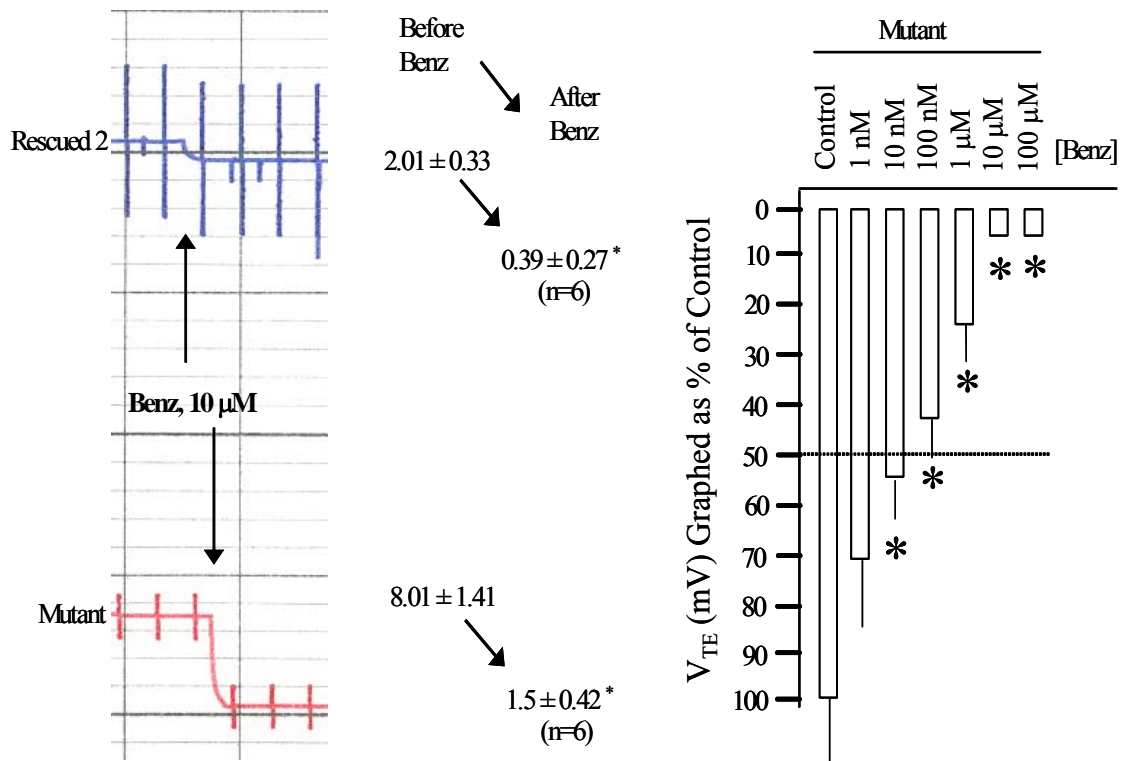 Before
Benz
After
Benz
Rescued 2
2.01 ± 0.33
0.39 ± 0.27 *
(n=6)
Benz, 10 µM
Mutant
8.01 ± 1.41
1.5 ± 0.42 *
(n=6)
Mutant
Control
1 nM
10 nM
100 nM
1 µM
10 µM
100 µM
[Benz]
V_TE (mV) Graphed as % of Control
0
10
20
30
40
50
60
70
80
90
100
* * * * *